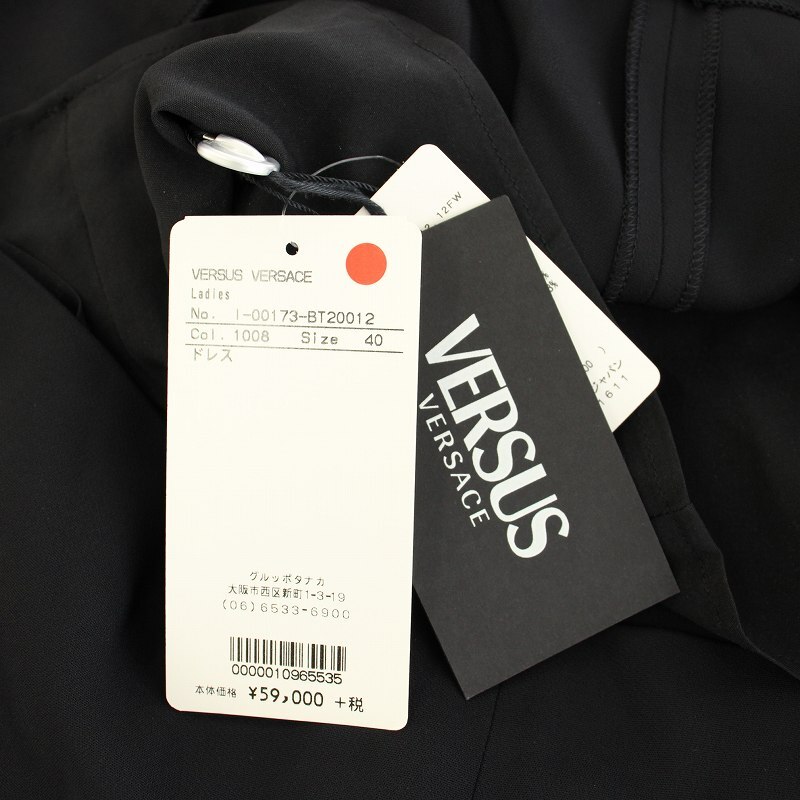 VERSUS VERSACE
Ladies
No. I-00173-BT20012
Col. 1008 Size 40
ドレス
グルッポタナカ
大阪市西区新町1-3-19
(06)6533-6900
0000010965535
本体価格 ¥59,000 +税
VERSUS
VERSACE
12FW
ジャパン
1611